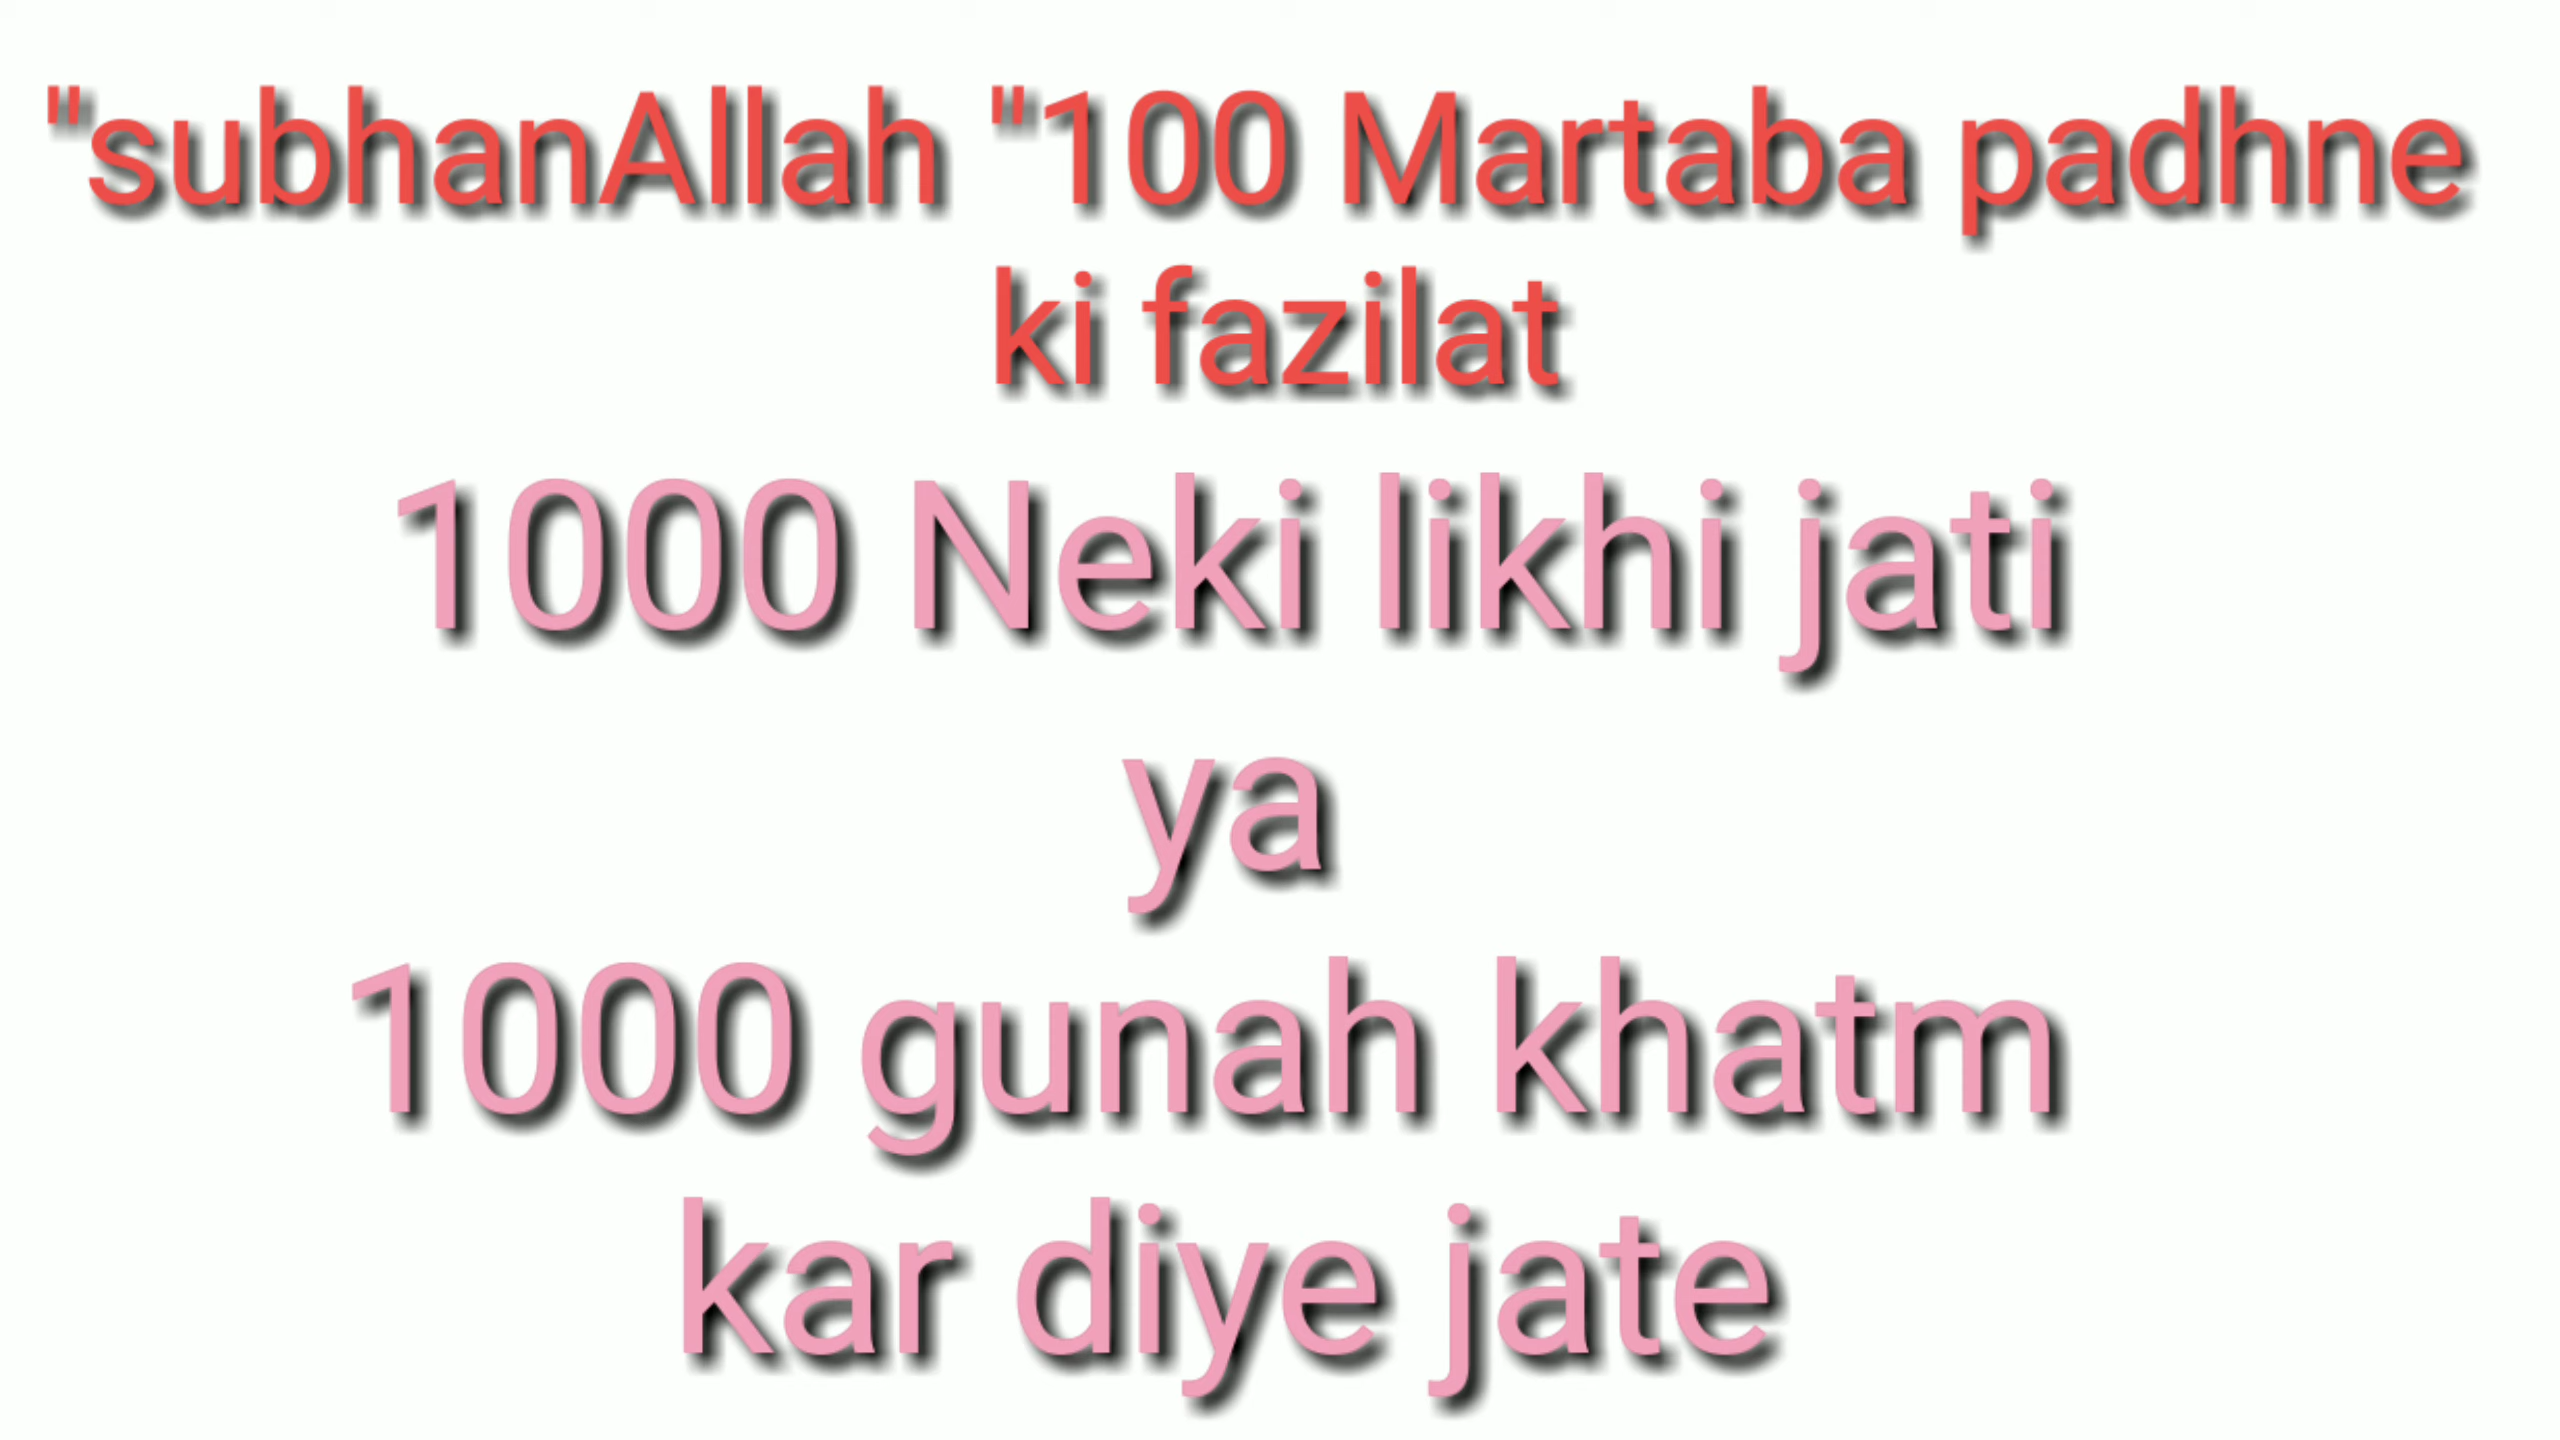 "subhanAllah "100 Martaba padhne
ki fazilat
1000 Neki likhi jati
ya
1000 gunah khatm
kar diye jate